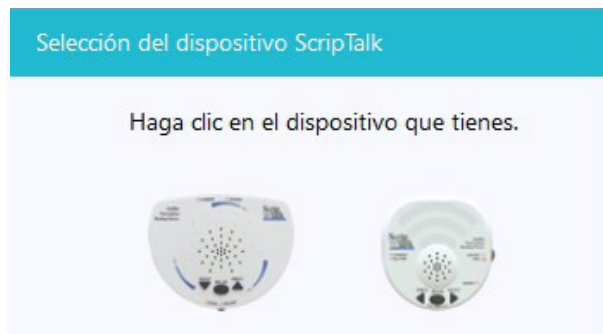 Selección del dispositivo ScripTalk
Haga clic en el dispositivo que tienes.